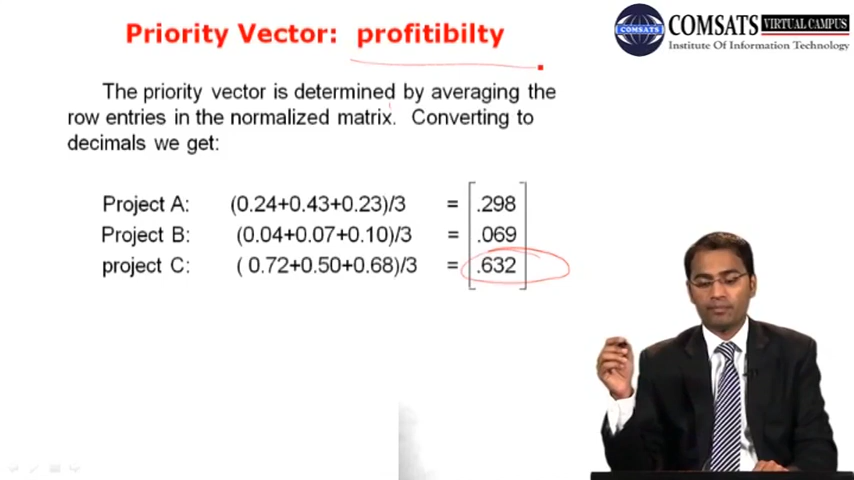 Priority Vector: profitibilty
COMSATS VIRTUAL CAMPUS
Institute Of Information Technology
COMSATS
The priority vector is determined by averaging the
row entries in the normalized matrix. Converting to
decimals we get:
Project A: (0.24+0.43+0.23)/3 = .298
Project B: (0.04+0.07+0.10)/3 = .069
project C: ( 0.72+0.50+0.68)/3 = .632